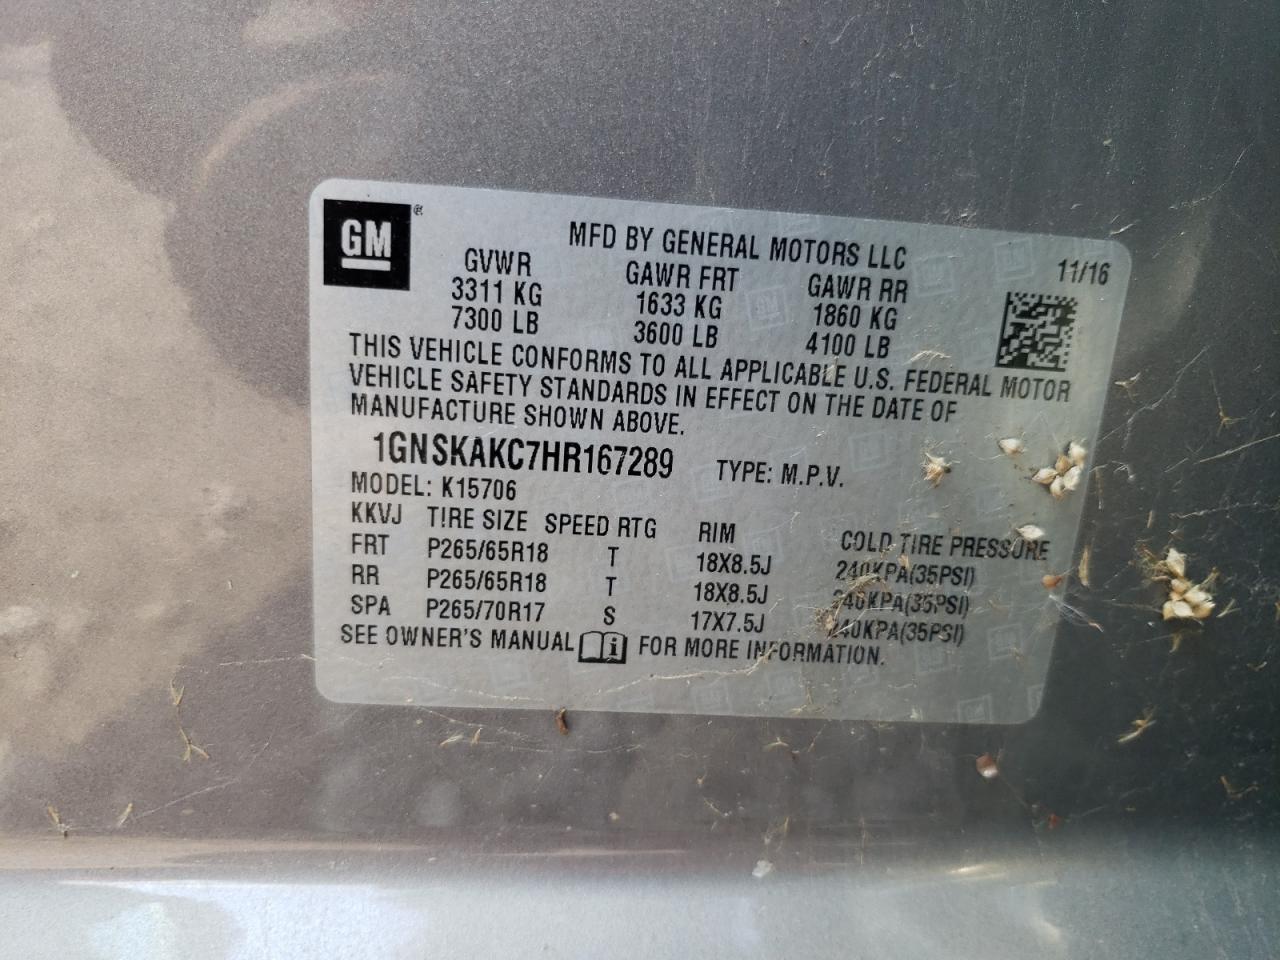 GM ®
MFD BY GENERAL MOTORS LLC
11/16
GVWR GAWR FRT GAWR RR
3311 KG 1633 KG 1860 KG
7300 LB 3600 LB 4100 LB
THIS VEHICLE CONFORMS TO ALL APPLICABLE U.S. FEDERAL MOTOR
VEHICLE SAFETY STANDARDS IN EFFECT ON THE DATE OF
MANUFACTURE SHOWN ABOVE.
1GNSKAKC7HR167289 TYPE: M.P.V.
MODEL: K15706
KKVJ TIRE SIZE SPEED RTG RIM COLD TIRE PRESSURE
FRT P265/65R18 T 18X8.5J 240KPA(35PSI)
RR P265/65R18 T 18X8.5J 240KPA(35PSI)
SPA P265/70R17 S 17X7.5J 240KPA(35PSI)
SEE OWNER'S MANUAL i FOR MORE INFORMATION.